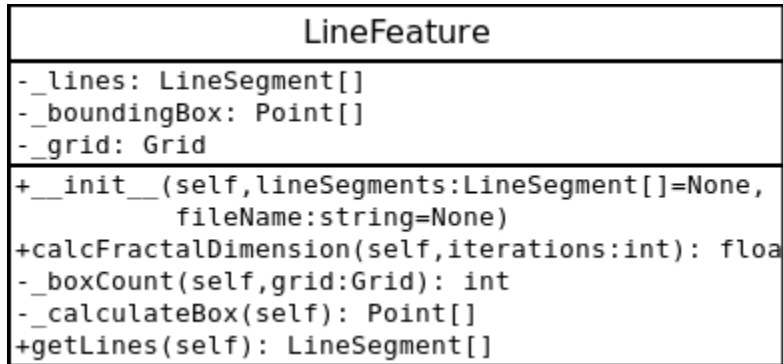 LineFeature
-_lines: LineSegment[]
-_boundingBox: Point[]
-_grid: Grid
+__init__(self,lineSegments:LineSegment[]=None,
fileName:string=None)
+calcFractalDimension(self,iterations:int): floa
-_boxCount(self,grid:Grid): int
-_calculateBox(self): Point[]
+getLines(self): LineSegment[]